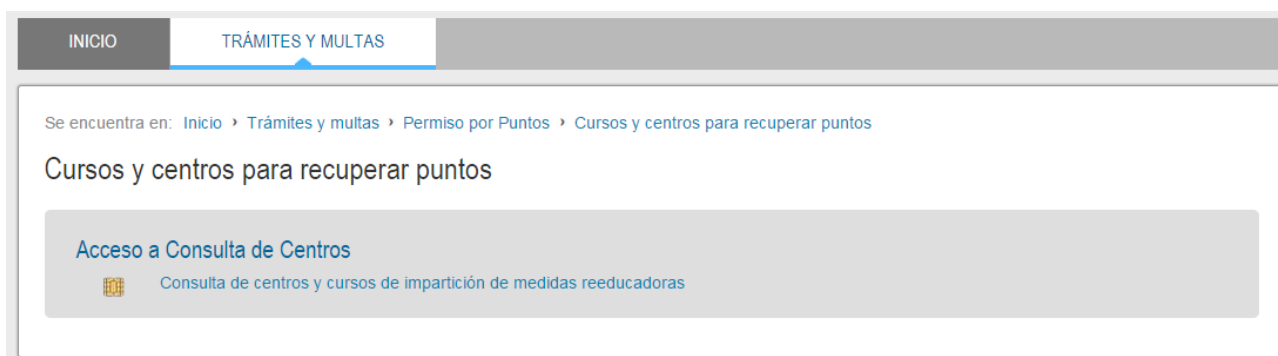 INICIO TRÁMITES Y MULTAS
Se encuentra en: Inicio › Trámites y multas › Permiso por Puntos › Cursos y centros para recuperar puntos
Cursos y centros para recuperar puntos
Acceso a Consulta de Centros
Consulta de centros y cursos de impartición de medidas reeducadoras